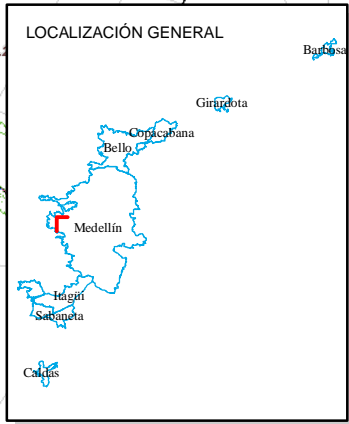 LOCALIZACIÓN GENERAL
Barbosa
Girardota
Copacabana
Bello
Medellín
Itagüí
Sabaneta
Caldas